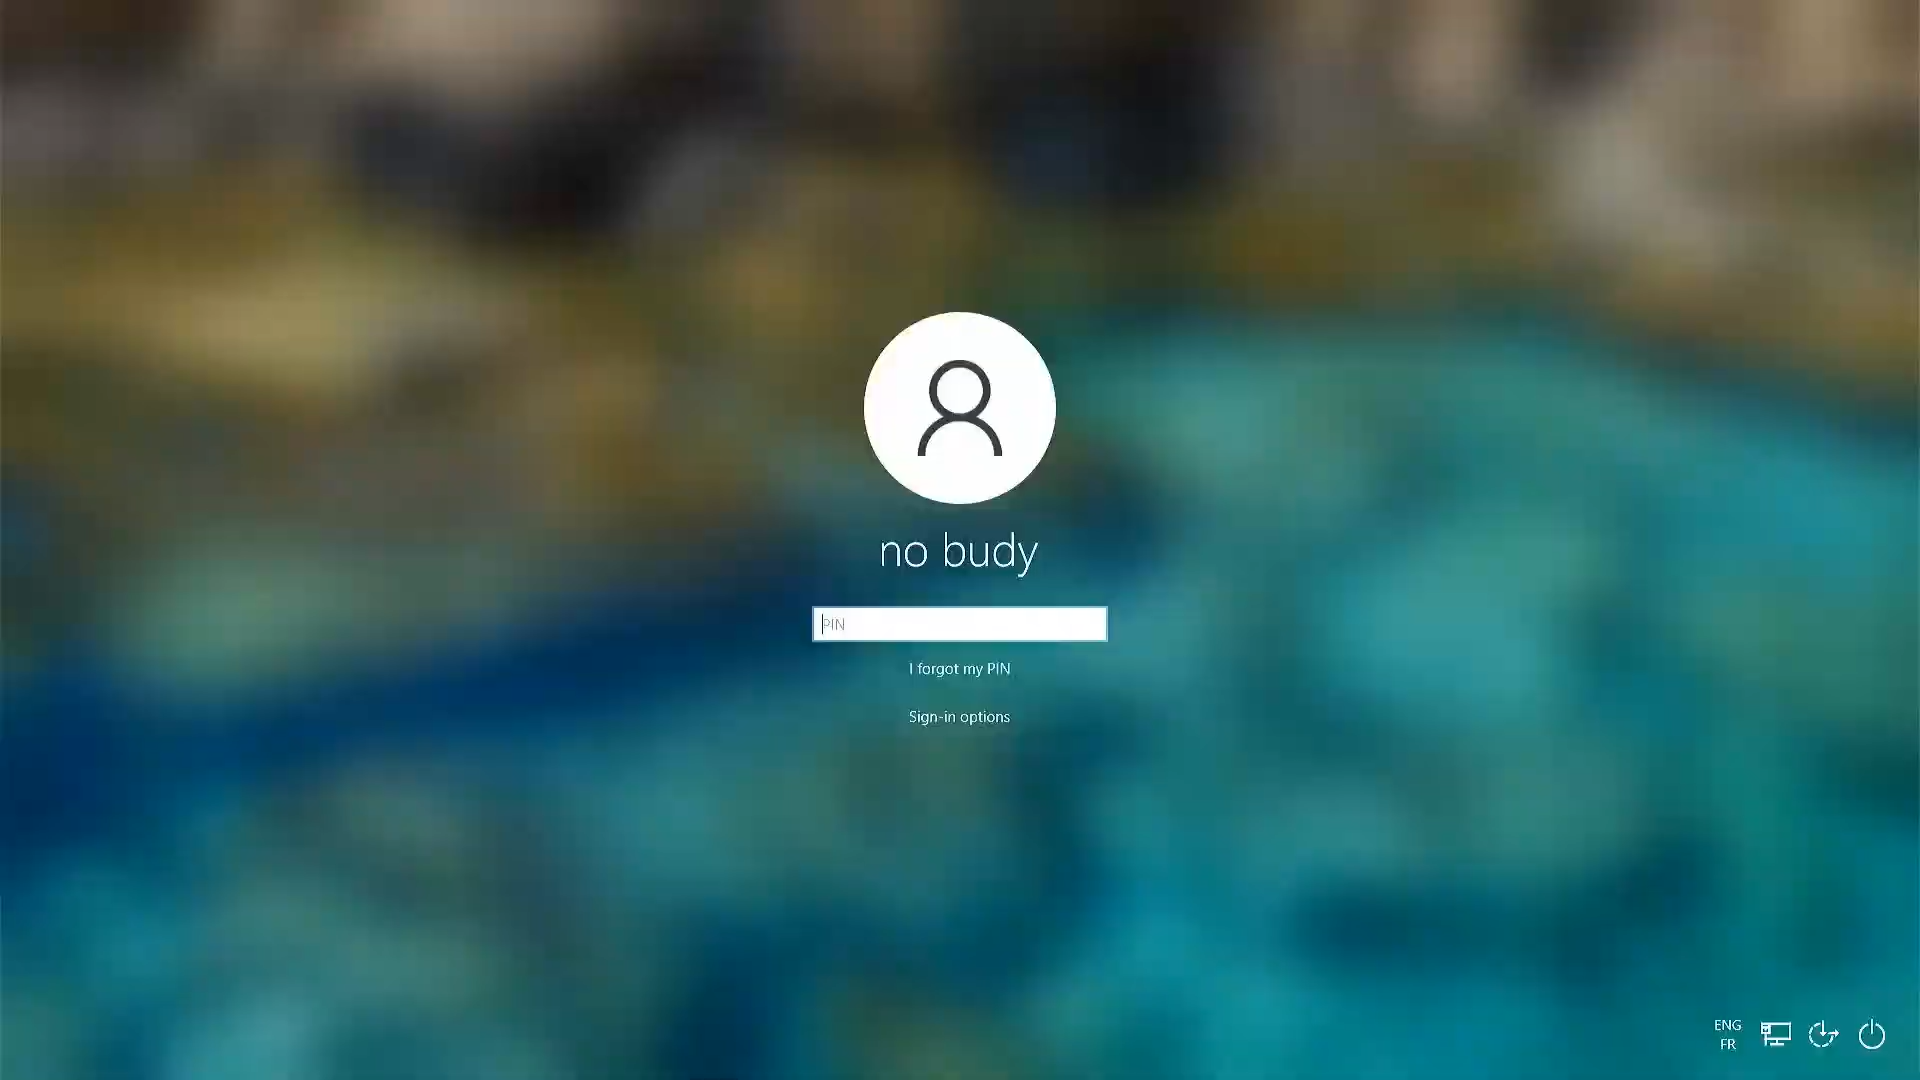 no budy
PIN
I forgot my PIN
Sign-in options
ENG
FR